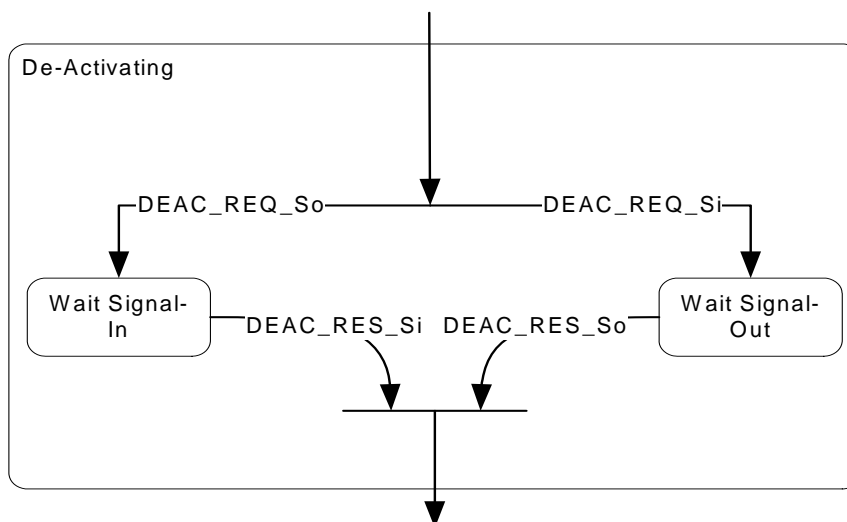 De-Activating
DEAC_REQ_So
DEAC_REQ_Si
Wait Signal-
In
Wait Signal-
Out
DEAC_RES_Si
DEAC_RES_So